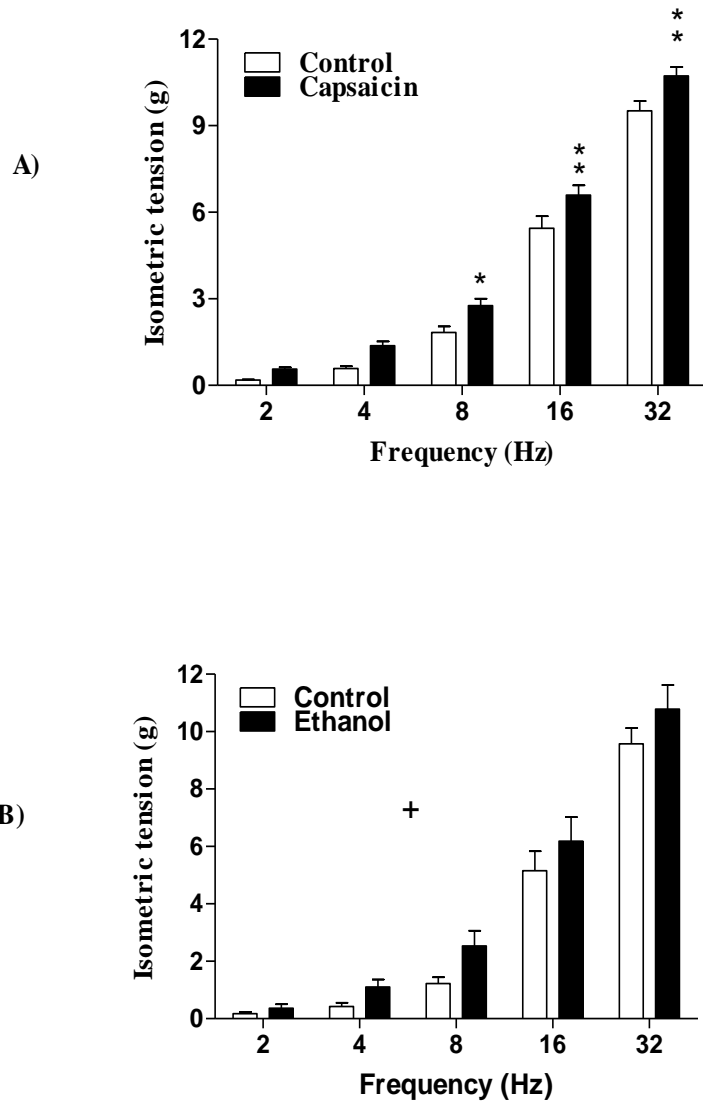 A)
Isometric tension (g)
12
9
6
3
0
Control
Capsaicin
*
* *
* *
2 4 8 16 32
Frequency (Hz)
B)
Isometric tension (g)
12
10
8
6
4
2
0
Control
Ethanol
+
2 4 8 16 32
Frequency (Hz)